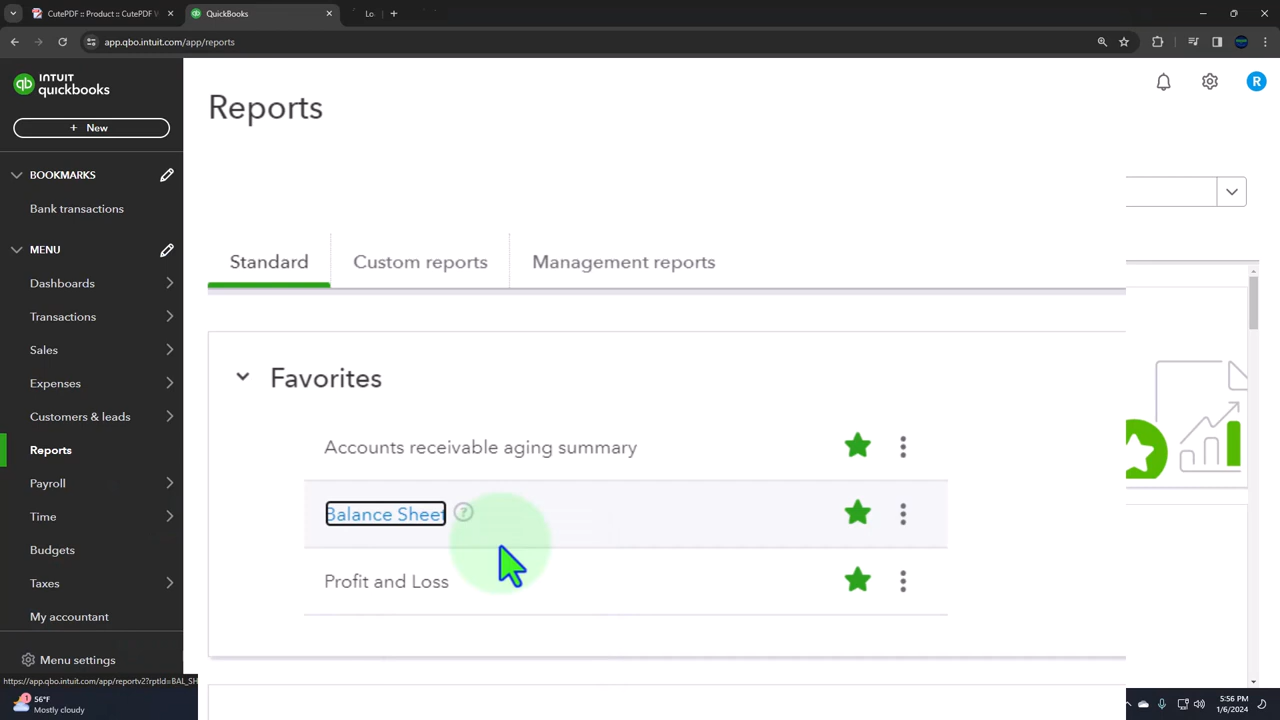 CutePDF :: Product :: CutePDF
QuickBooks
Lo
app.qbo.intuit.com/app/reports
INTUIT
quickbooks
+ New
BOOKMARKS
Bank transactions
MENU
Dashboards
Transactions
Sales
Expenses
Customers & leads
Reports
Payroll
Time
Budgets
Taxes
My accountant
Menu settings
https://app.qbo.intuit.com/app/reportv2?rptId=BAL_SH
56°F
Mostly cloudy
R
Reports
Standard
Custom reports
Management reports
Favorites
Accounts receivable aging summary
Balance Sheet
Profit and Loss
5:56 PM
1/6/2024